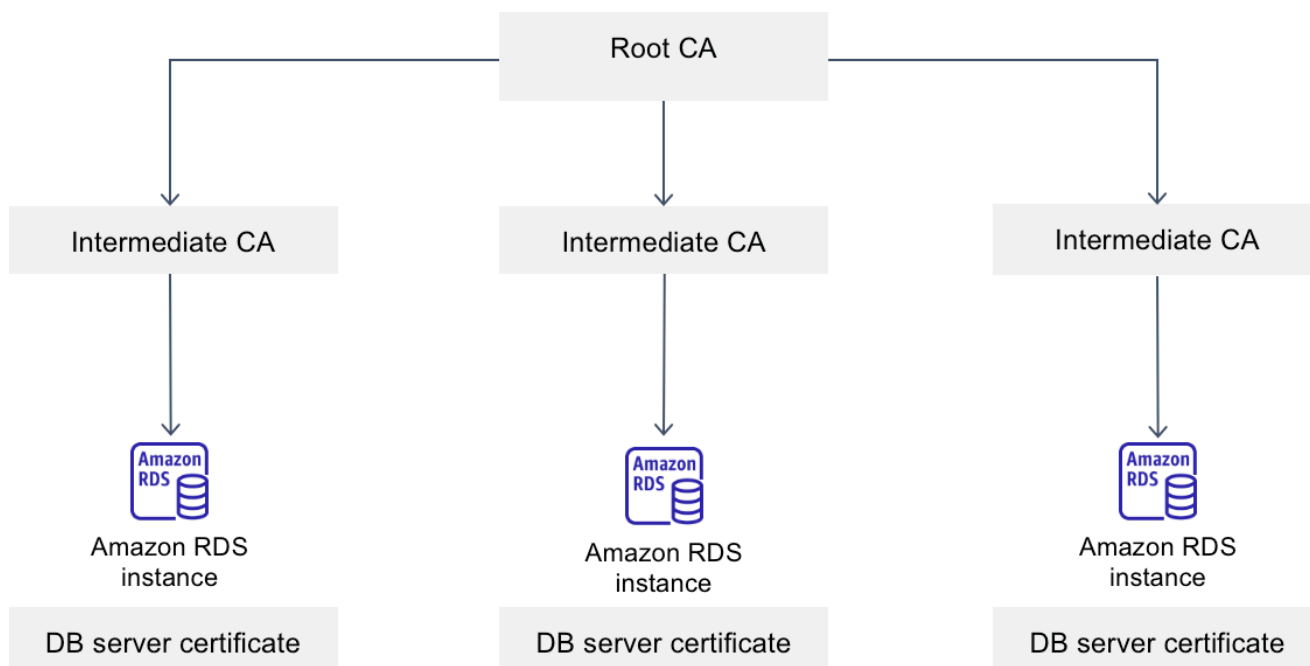 Root CA
Intermediate CA
Intermediate CA
Intermediate CA
Amazon
RDS
Amazon RDS
instance
DB server certificate
Amazon
RDS
Amazon RDS
instance
DB server certificate
Amazon
RDS
Amazon RDS
instance
DB server certificate